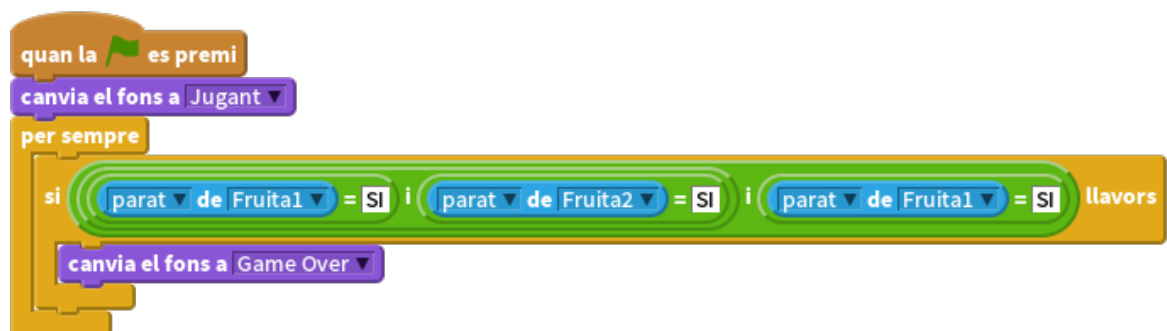 quan la es premi
canvia el fons a Jugant
per sempre
si parat de Fruita1 = SI i parat de Fruita2 = SI i parat de Fruita1 = SI llavors
canvia el fons a Game Over